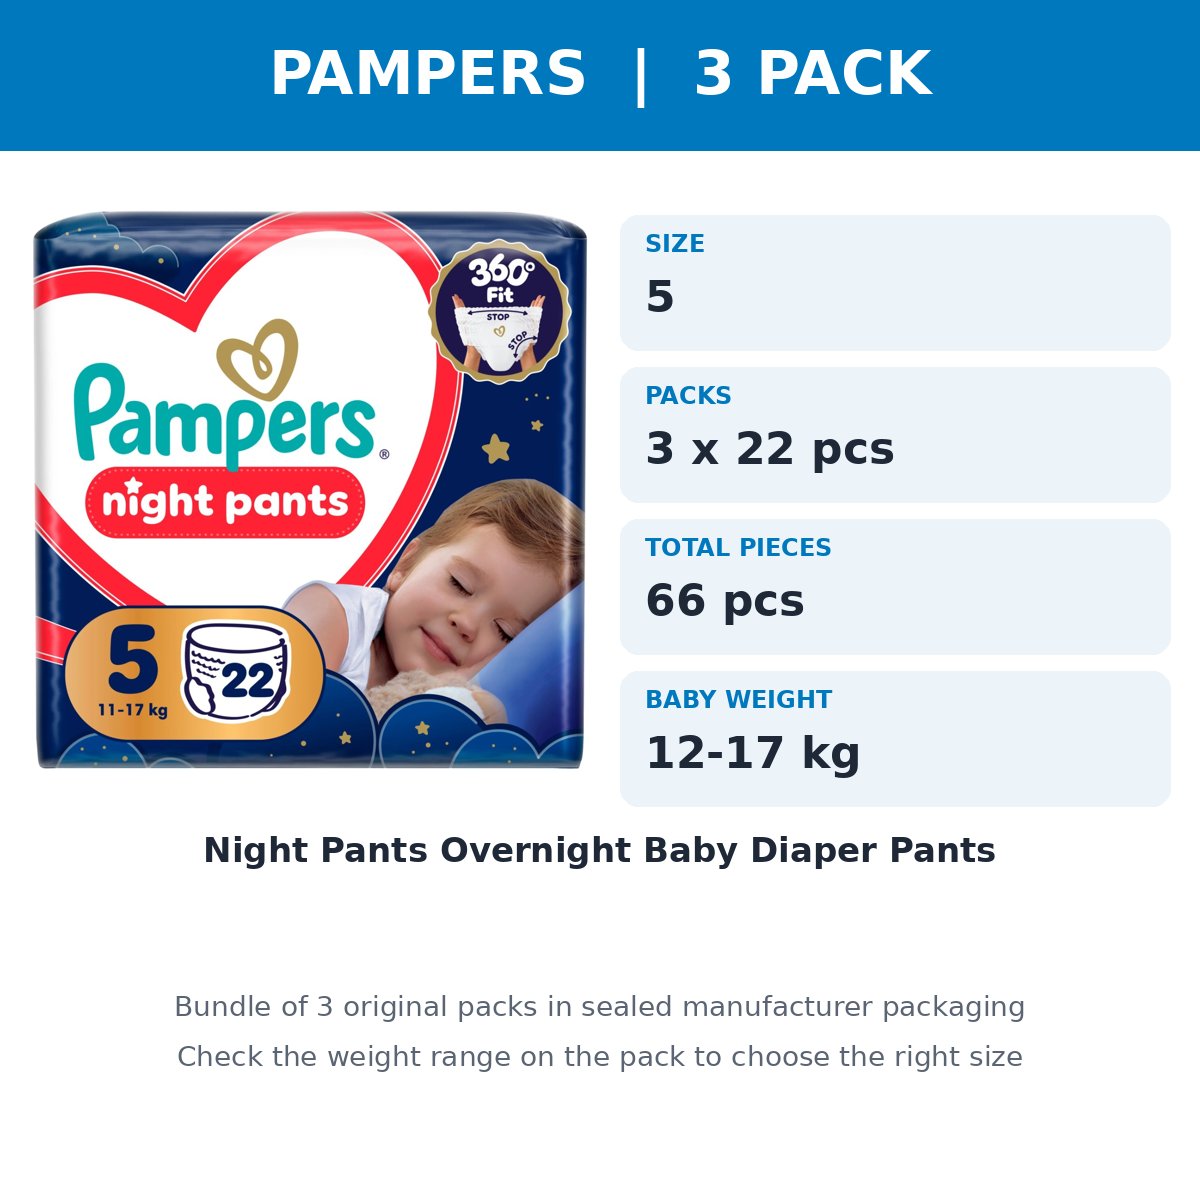 PAMPERS | 3 PACK
360°
Fit
STOP
STOP
Pampers®
night pants
5
22
11-17 kg
SIZE
5
PACKS
3 x 22 pcs
TOTAL PIECES
66 pcs
BABY WEIGHT
12-17 kg
Night Pants Overnight Baby Diaper Pants
Bundle of 3 original packs in sealed manufacturer packaging
Check the weight range on the pack to choose the right size